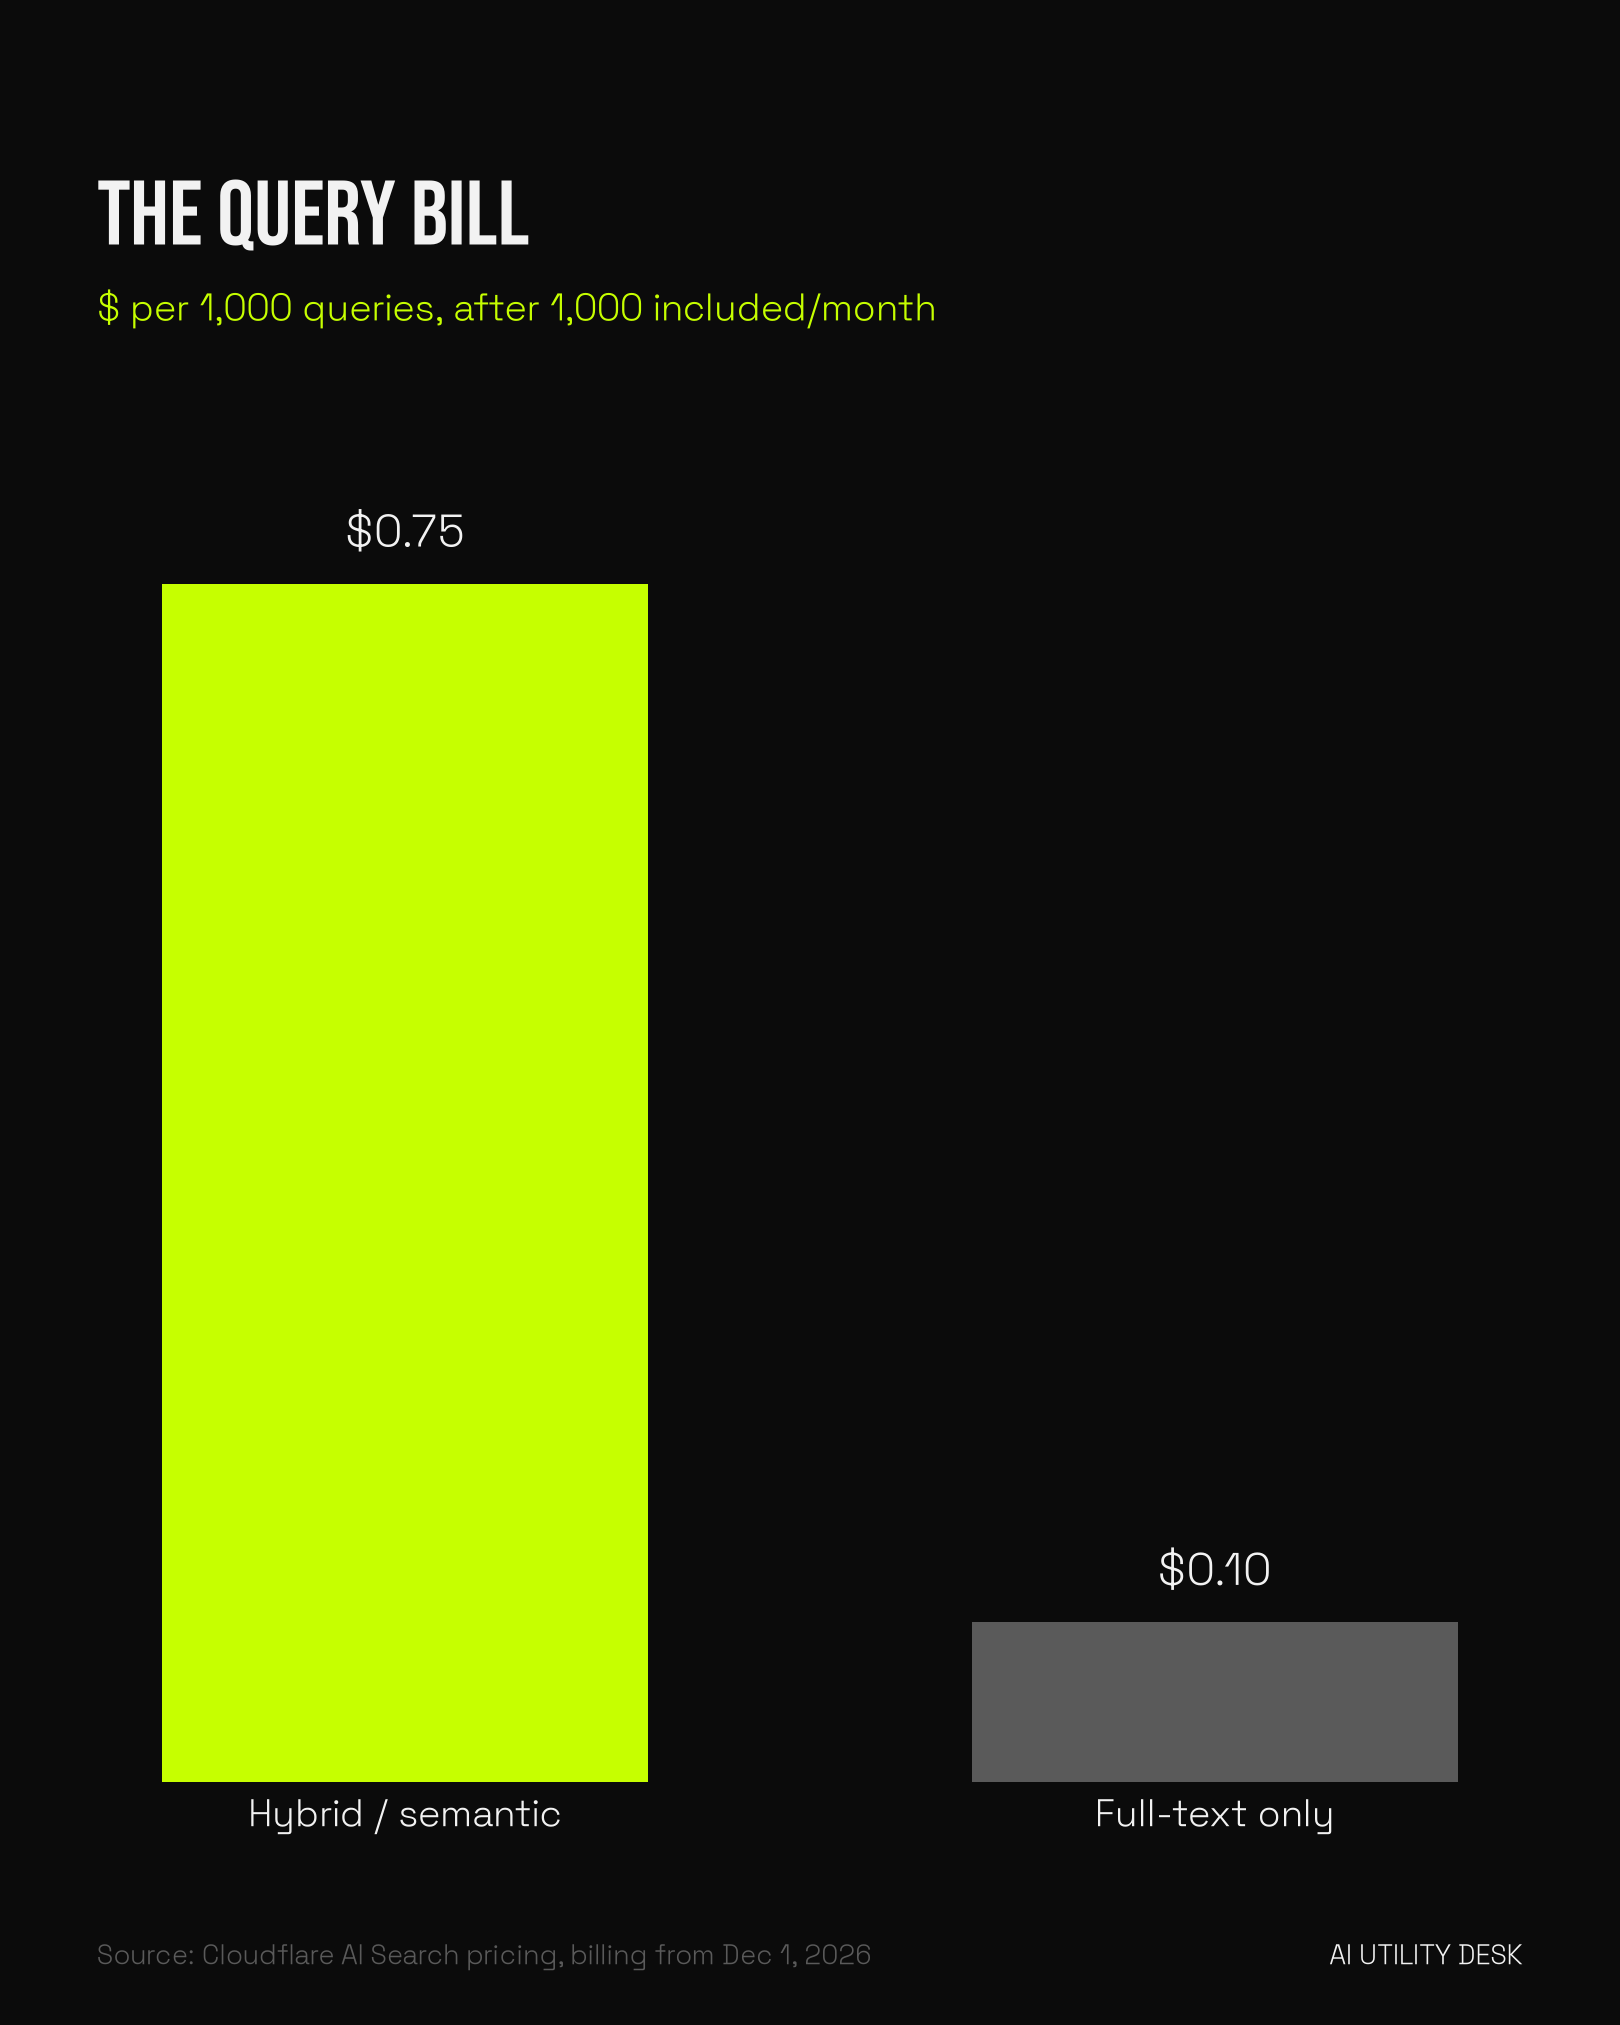 THE QUERY BILL
$ per 1,000 queries, after 1,000 included/month
$0.75
$0.10
Hybrid / semantic
Full-text only
Source: Cloudflare AI Search pricing, billing from Dec 1, 2026
AI UTILITY DESK